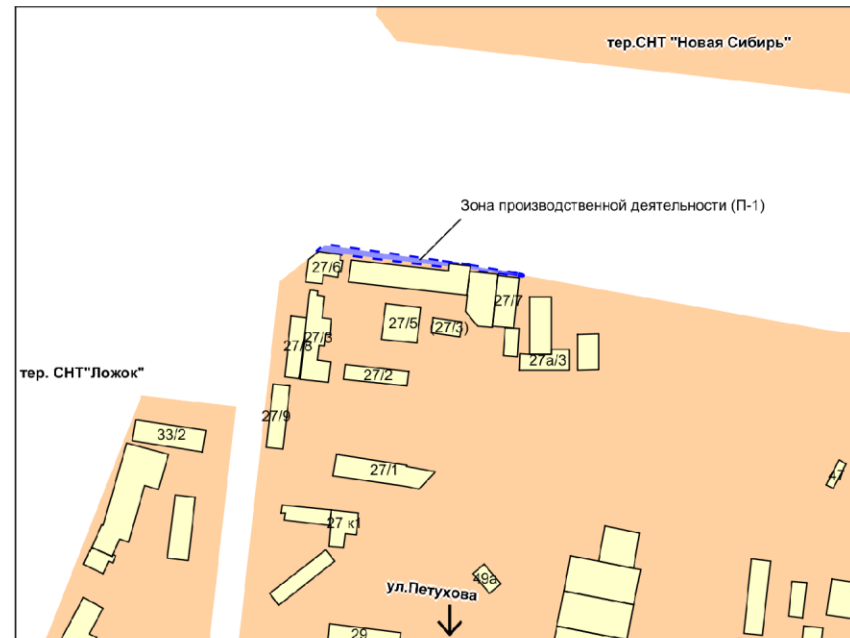 тер.СНТ "Новая Сибирь"
Зона производственной деятельности (П-1)
27/6
27/7
27/5
(27/3)
27/8
27/3
27а/3
тер. СНТ"Ложок"
27/2
27/9
33/2
27/1
47
27 к1
49а
ул.Петухова
29